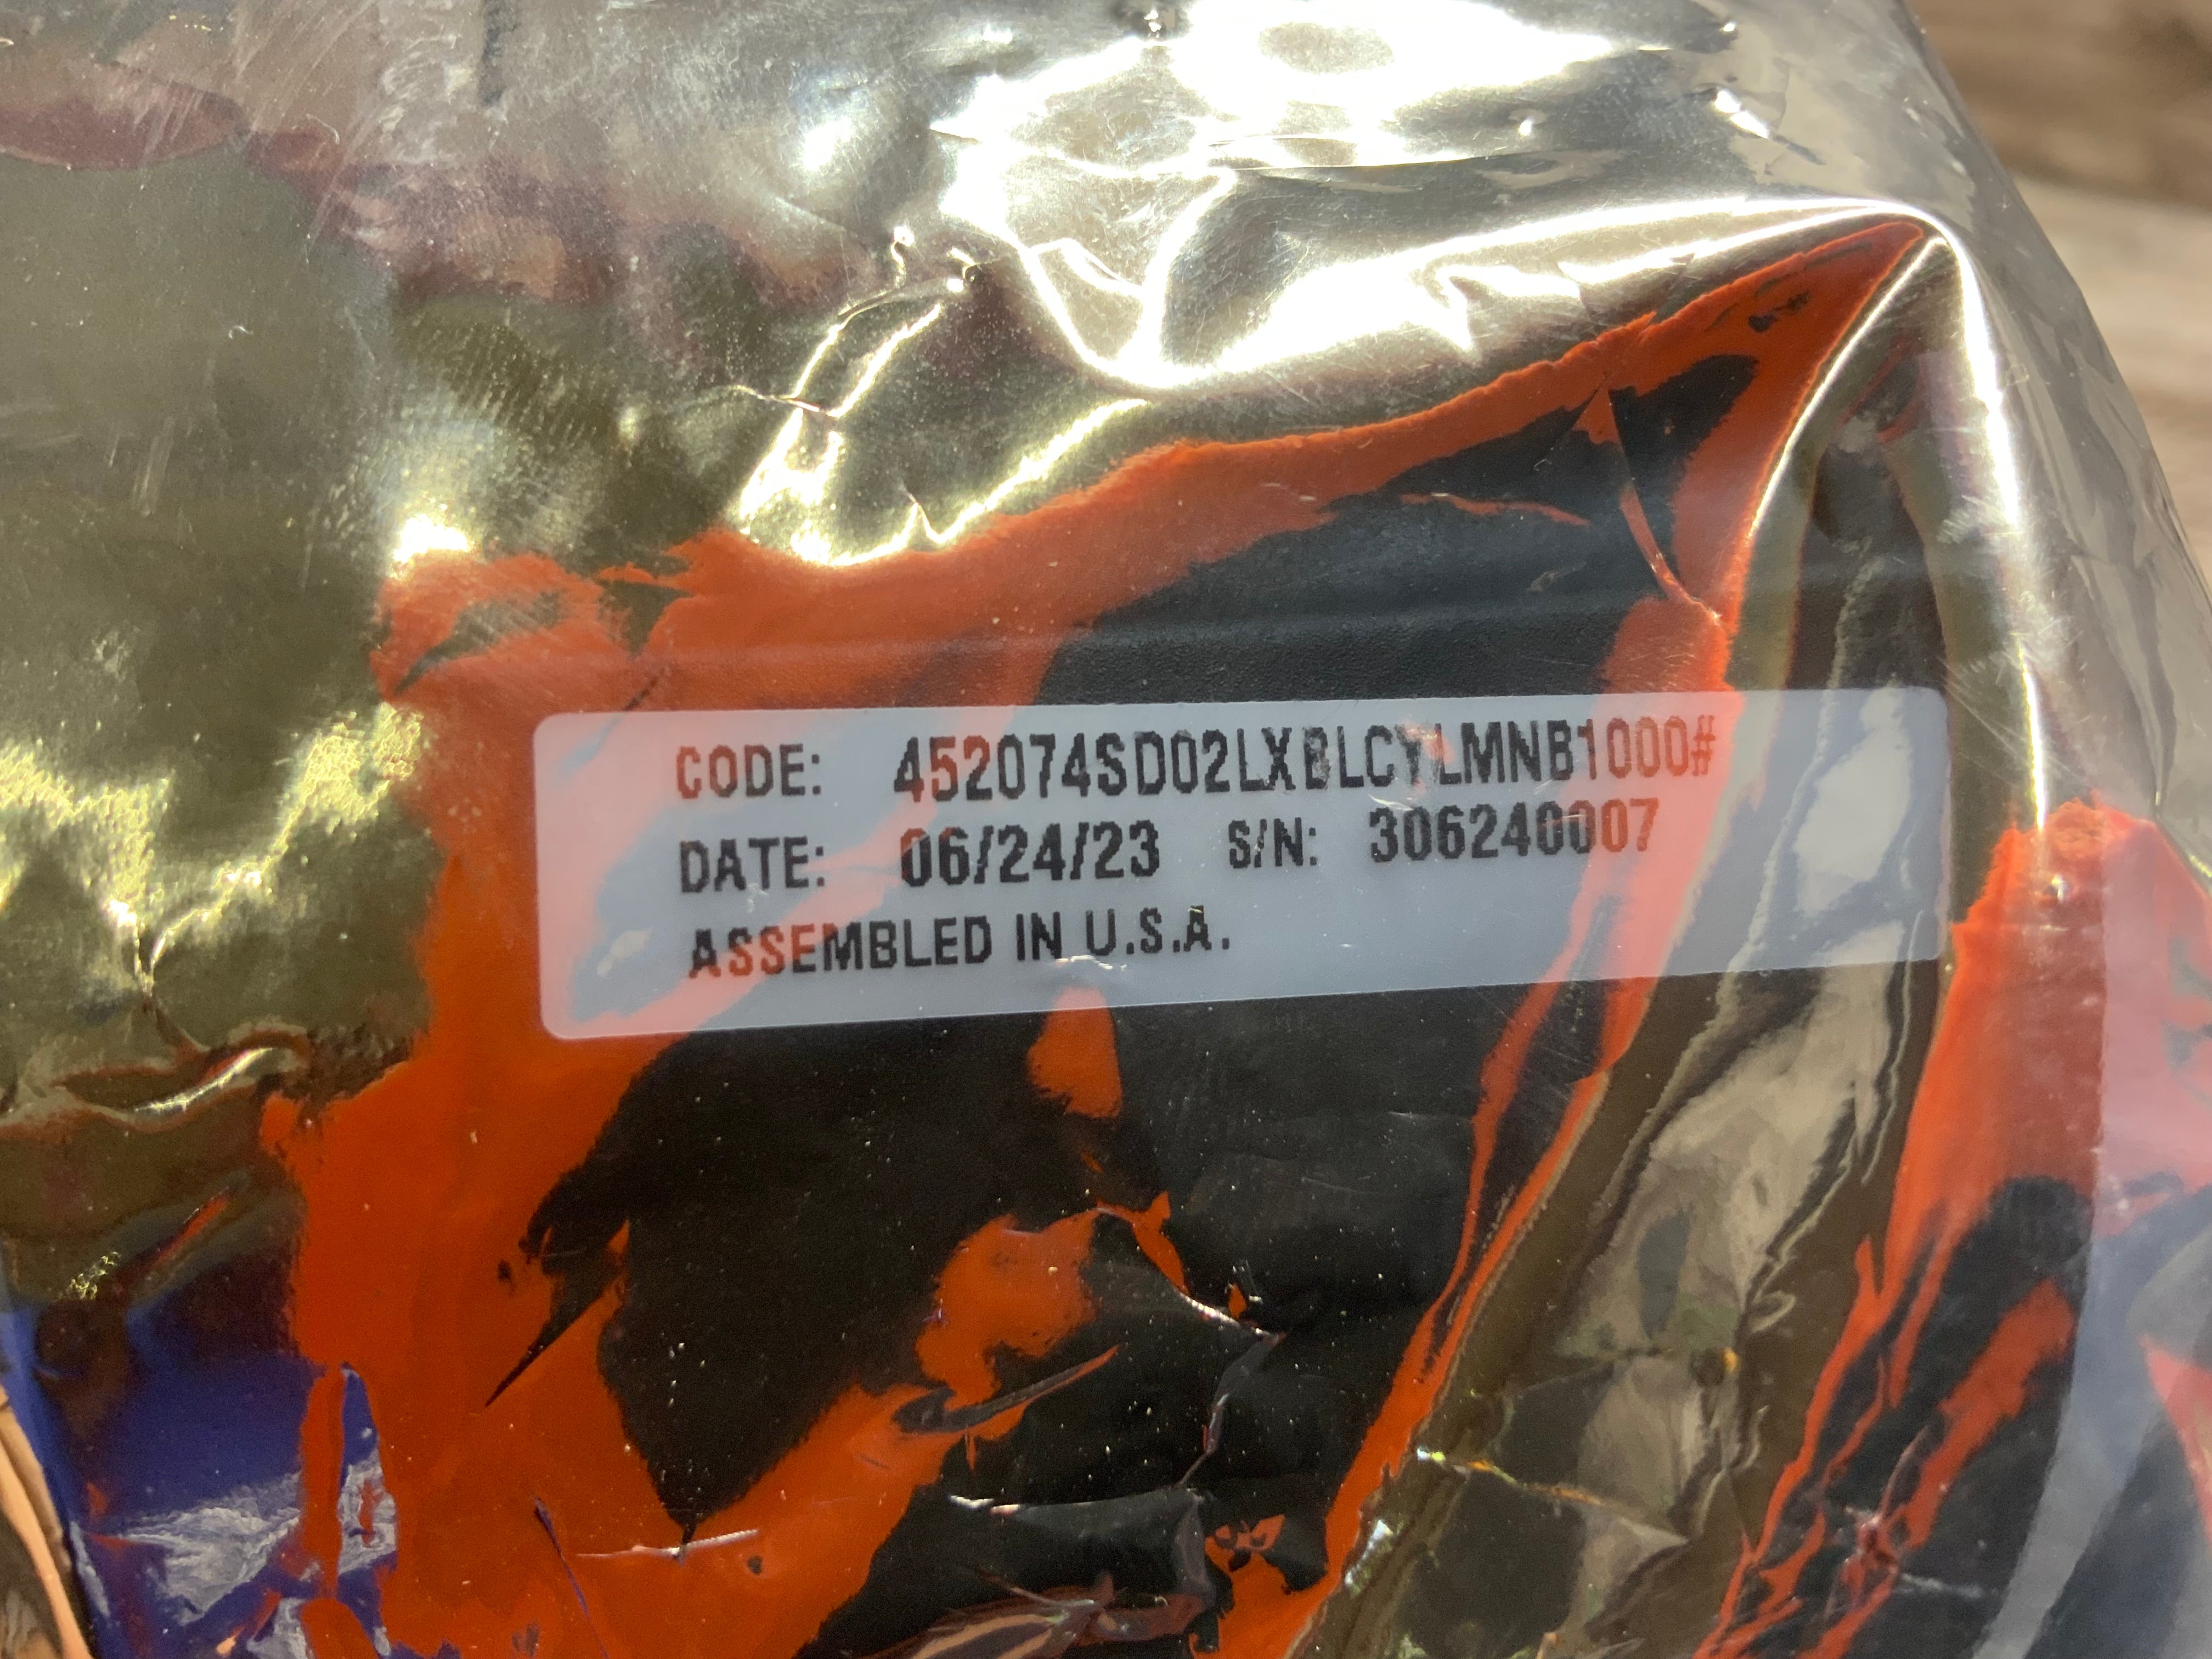 CODE: 452074SD02LXBLCYLMNB1000#
DATE: 06/24/23 S/N: 306240007
ASSEMBLED IN U.S.A.